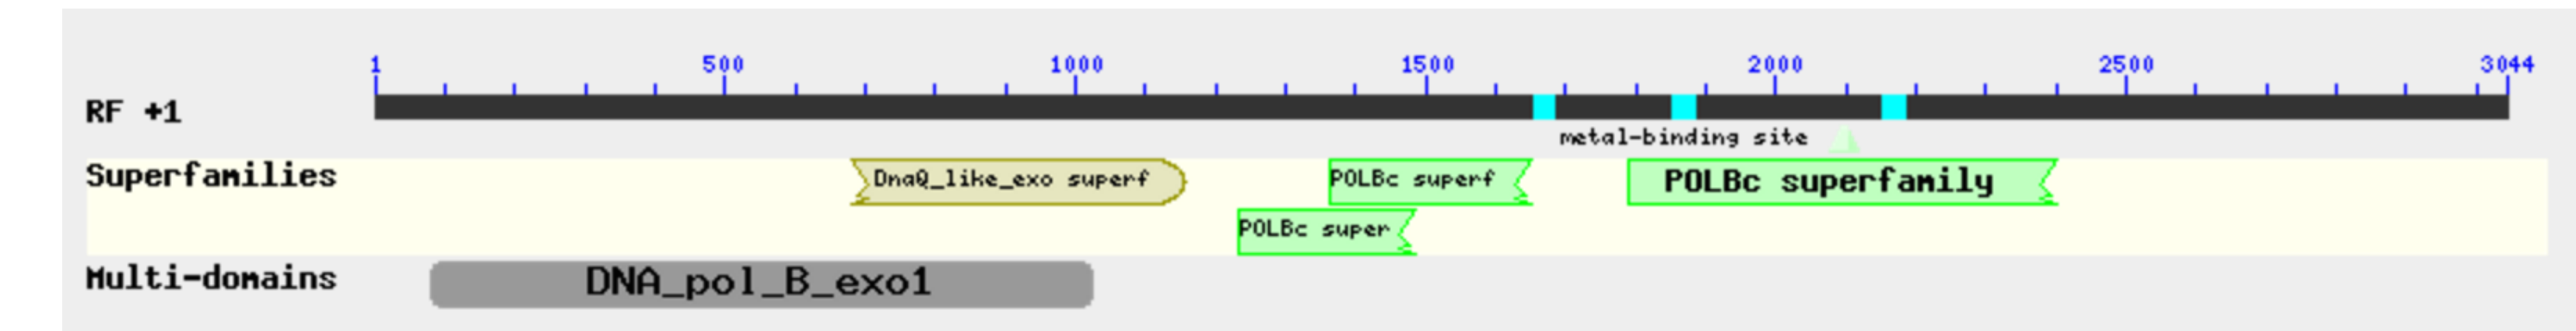 1 500 1000 1500 2000 2500 3044
RF +1
metal-binding site
Superfamilies DnaQ_like_exo superf POLBc superf POLBc superfamily
POLBc super
Multi-domains DNA_pol_B_exo1